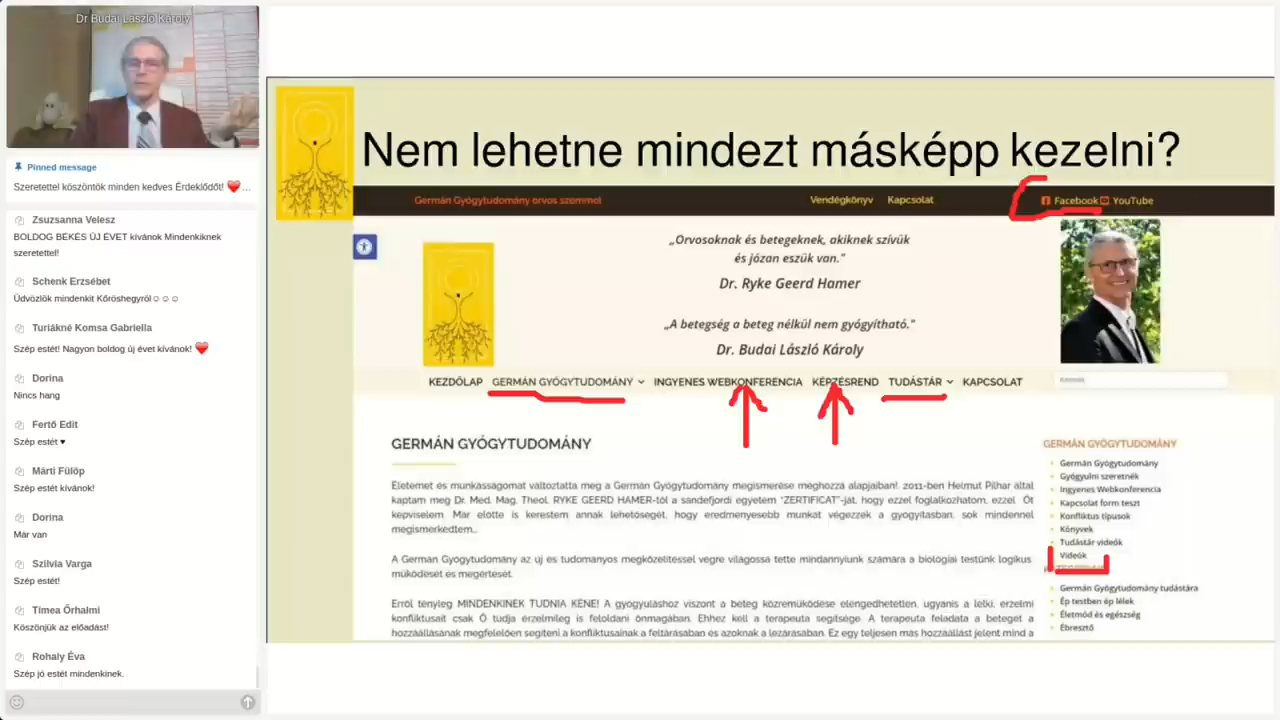 Dr Budai László Károly
Pinned message
Szeretettel köszöntök minden kedves Érdeklődőt! ❤️...
Zsuzsanna Velesz
BOLDOG BÉKÉS ÚJ ÉVET kívánok Mindenkiknek
szeretettel!
Schenk Erzsébet
Üdvözlök mindenkit Kőröshegyről☺☺☺
Turiákné Komsa Gabriella
Szép estét! Nagyon boldog új évet kívánok! ❤️
Dorina
Nincs hang
Fertő Edit
Szép estét ♥
Márti Fülöp
Szép estét kívánok!
Dorina
Már van
Szilvia Varga
Szép estét!
Tímea Őrhalmi
Köszönjük az előadást!
Rohaly Éva
Szép jó estét mindenkinek.
Nem lehetne mindezt másképp kezelni?
Germán Gyógytudomány orvos szemmel
Vendégkönyv Kapcsolat
Facebook YouTube
„Orvosoknak és betegeknek, akiknek szívük
és józan eszük van."
Dr. Ryke Geerd Hamer
„A betegség a beteg nélkül nem gyógyítható."
Dr. Budai László Károly
KEZDŐLAP GERMÁN GYÓGYTUDOMÁNY INGYENES WEBKONFERENCIA KÉPZÉSREND TUDÁSTÁR KAPCSOLAT
GERMÁN GYÓGYTUDOMÁNY
Életemet és munkásságomat változtatta meg a Germán Gyógytudomány megismerése méghozzá alapjaiban!. 2011-ben Helmut Pilhar által
kaptam meg Dr. Med. Mag. Theol. RYKE GEERD HAMER-től a sandefjordi egyetem "ZERTIFICAT"-ját, hogy ezzel foglalkozhatom, ezzel Őt
képviselem. Már előtte is kerestem annak lehetőségét, hogy eredményesebb munkát végezzek a gyógyításban, sok mindennel
megismerkedtem...
A Germán Gyógytudomány az új és tudományos megközelítéssel végre világossá tette mindannyiunk számára a biológiai testünk logikus
működését és megértését.
Erről tényleg MINDENKINEK TUDNIA KÉNE! A gyógyuláshoz viszont a beteg közreműködése elengedhetetlen, ugyanis a lelki, érzelmi
konfliktusait csak Ő tudja érzelmileg is feloldani önmagában. Ehhez kell a terapeuta segítsége. A terapeuta feladata a beteget a
hozzáállásának megfelelően segíteni a konfliktusainak a feltárásában és azoknak a lezárásában. Ez egy teljesen más hozzáállást jelent mind a
GERMÁN GYÓGYTUDOMÁNY
Germán Gyógytudomány
Gyógyulni szeretnék
Ingyenes Webkonferencia
Kapcsolat form teszt
Konfliktus típusok
Könyvek
Tudástár videók
Videók
Germán Gyógytudomány tudástára
Ép testben ép lélek
Életmód és egészség
Ébresztő